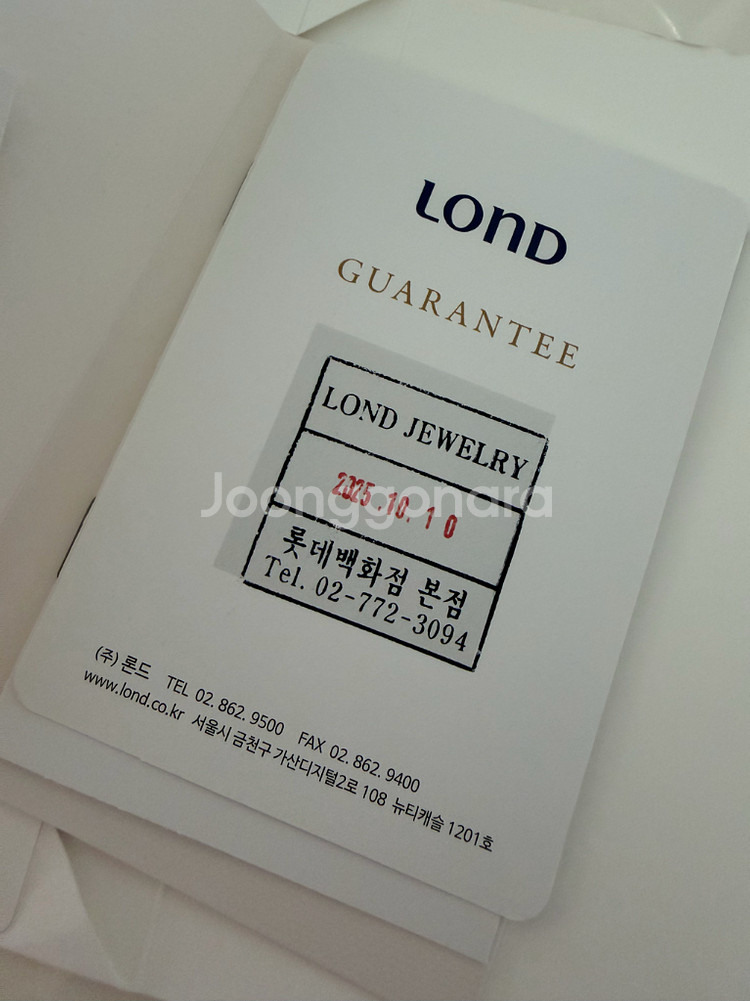 LOND
GUARANTEE
LOND JEWELRY
2025.10.10
Joonggonara
롯데백화점 본점
Tel. 02-772-3094
(주) 론드 TEL 02. 862. 9500 FAX 02. 862. 9400
www.lond.co.kr 서울시 금천구 가산디지털2로 108 뉴티캐슬 1201호